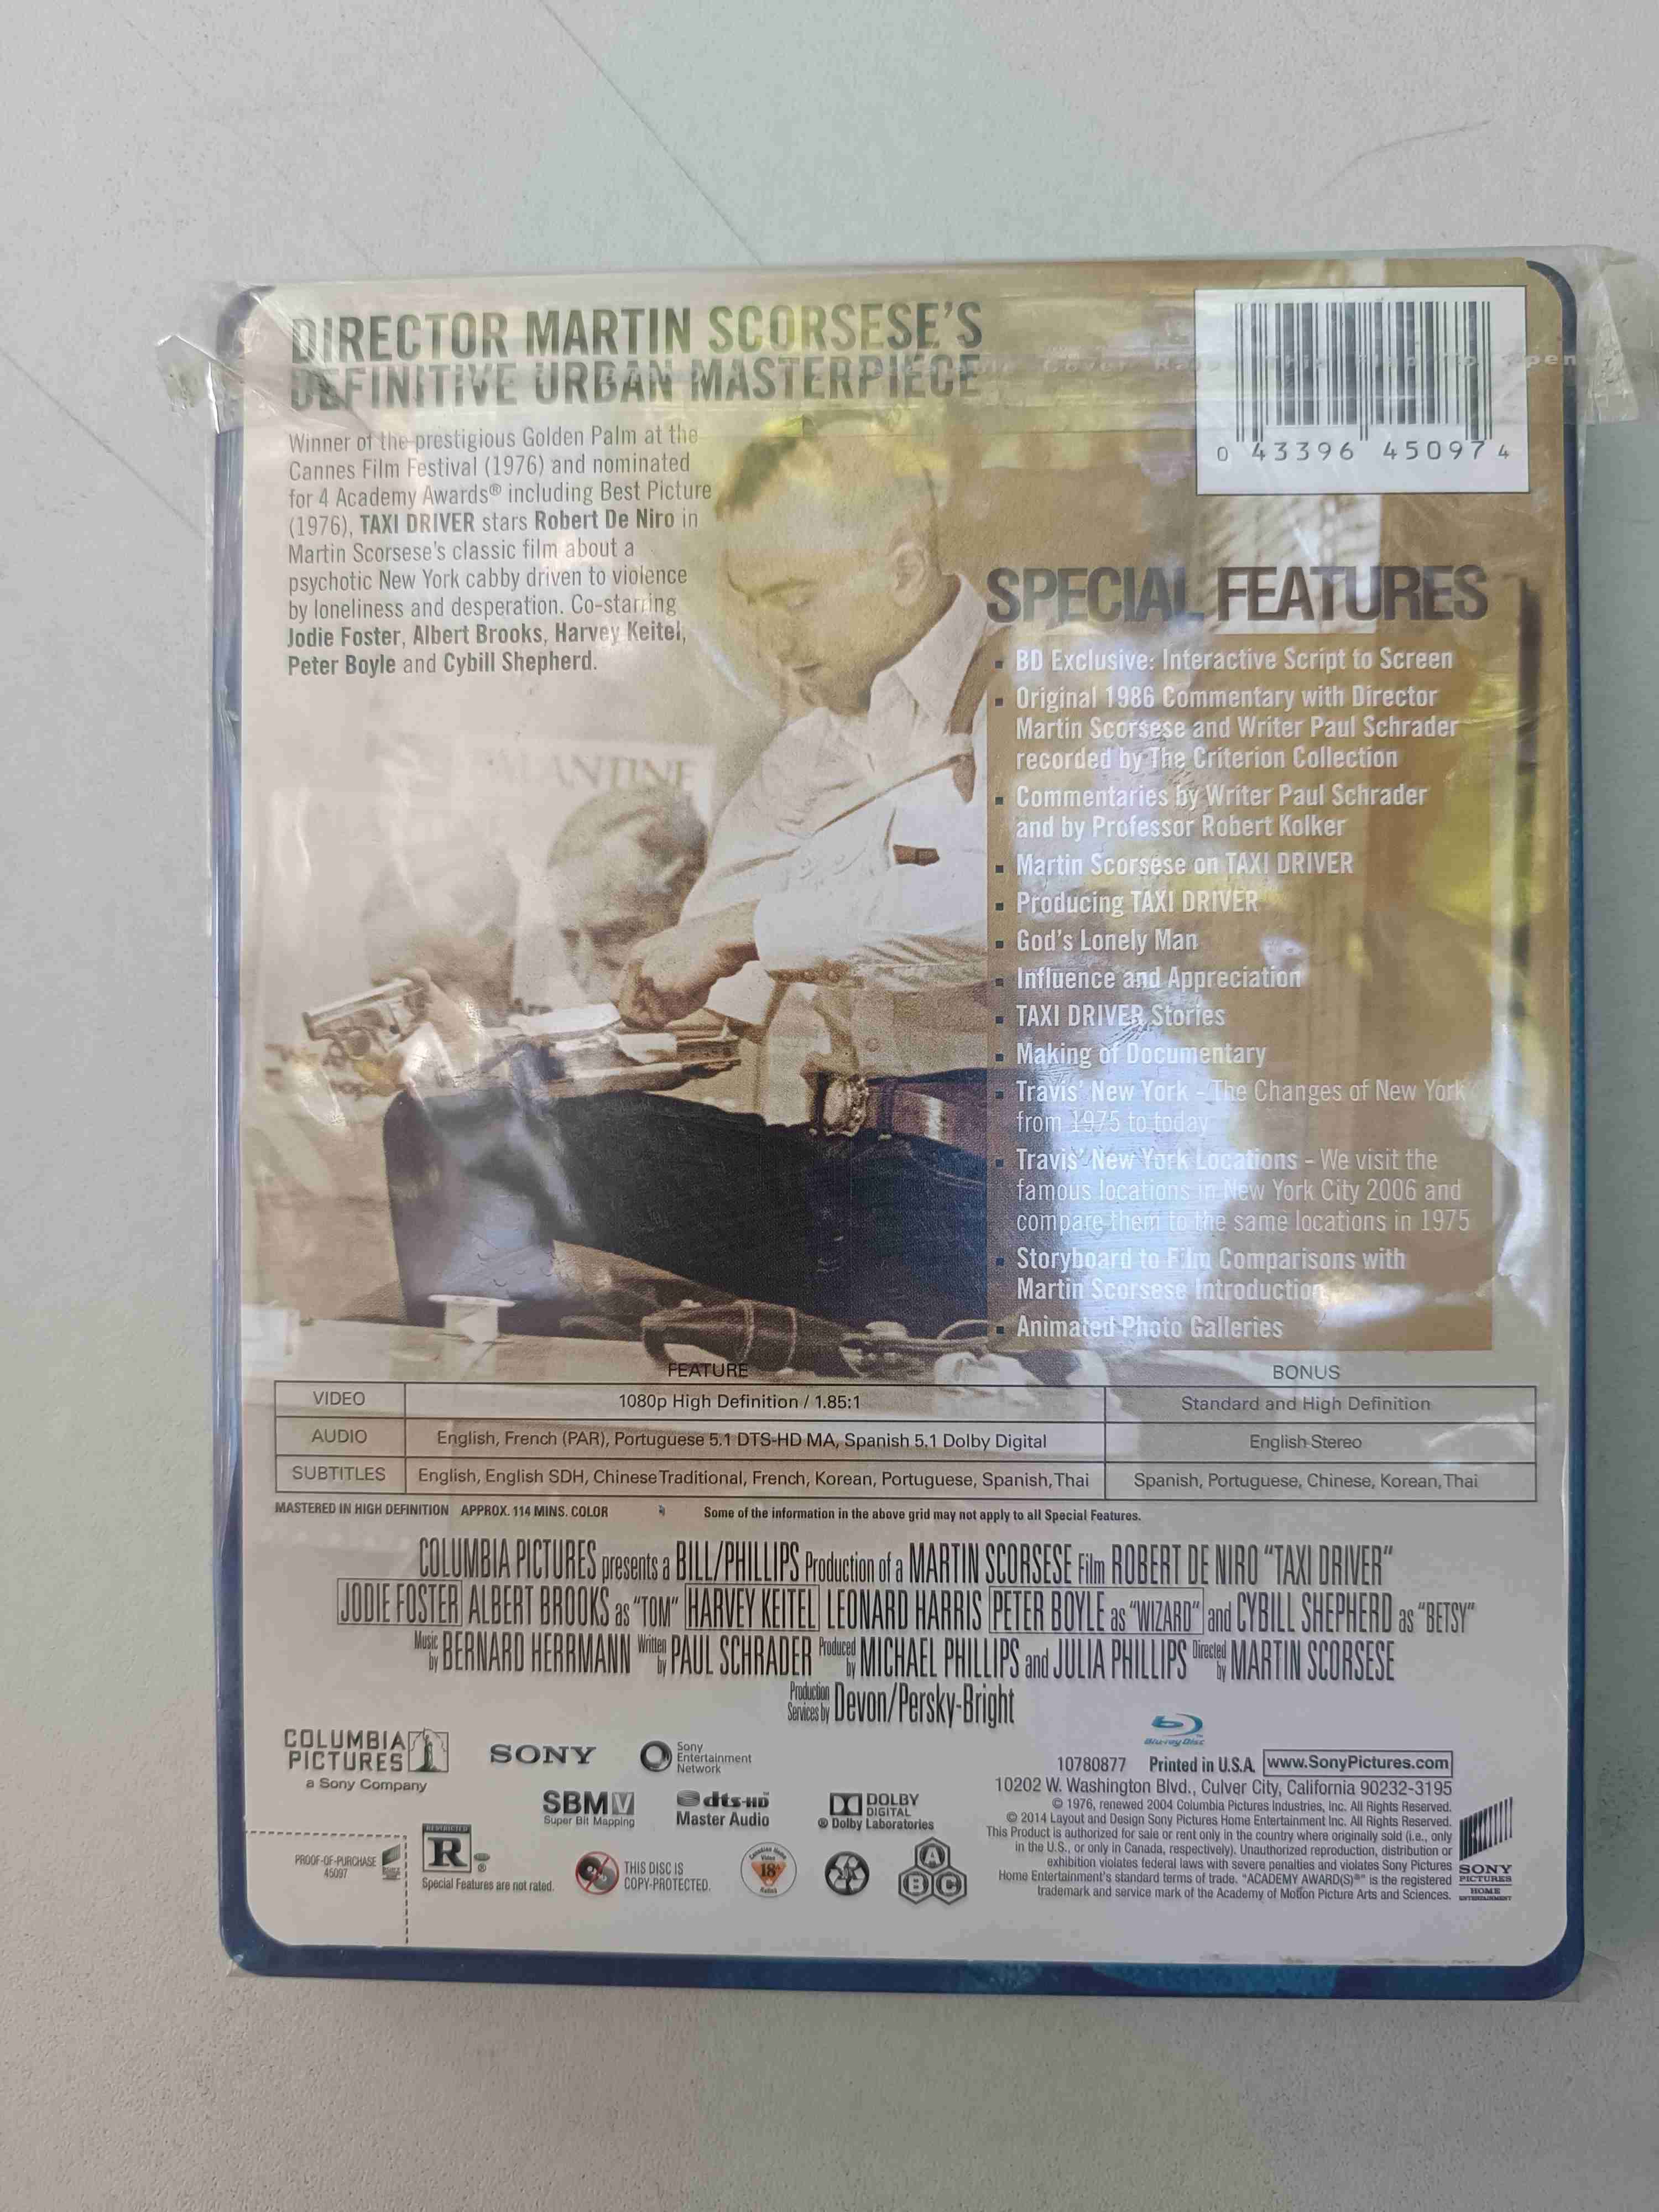 DIRECTOR MARTIN SCORSESE'S
DEFINITIVE URBAN MASTERPIECE
Winner of the prestigious Golden Palm at the
Cannes Film Festival (1976) and nominated
for 4 Academy Awards® including Best Picture
(1976), TAXI DRIVER stars Robert De Niro in
Martin Scorsese's classic film about a
psychotic New York cabby driven to violence
by loneliness and desperation. Co-starring
Jodie Foster, Albert Brooks, Harvey Keitel,
Peter Boyle and Cybill Shepherd.
Cover
Open
0 43396 45097 4
SPECIAL FEATURES
▪ BD Exclusive: Interactive Script to Screen
▪ Original 1986 Commentary with Director
Martin Scorsese and Writer Paul Schrader
recorded by The Criterion Collection
▪ Commentaries by Writer Paul Schrader
and by Professor Robert Kolker
▪ Martin Scorsese on TAXI DRIVER
▪ Producing TAXI DRIVER
▪ God's Lonely Man
▪ Influence and Appreciation
▪ TAXI DRIVER Stories
▪ Making of Documentary
▪ Travis' New York - The Changes of New York
from 1975 to today
▪ Travis' New York Locations - We visit the
famous locations in New York City 2006 and
compare them to the same locations in 1975
▪ Storyboard to Film Comparisons with
Martin Scorsese Introduction
▪ Animated Photo Galleries
FEATURE BONUS
VIDEO 1080p High Definition / 1.85:1 Standard and High Definition
AUDIO English, French (PAR), Portuguese 5.1 DTS-HD MA, Spanish 5.1 Dolby Digital English Stereo
SUBTITLES English, English SDH, Chinese Traditional, French, Korean, Portuguese, Spanish, Thai Spanish, Portuguese, Chinese, Korean, Thai
MASTERED IN HIGH DEFINITION APPROX. 114 MINS. COLOR Some of the information in the above grid may not apply to all Special Features.
COLUMBIA PICTURES presents a BILL/PHILLIPS Production of a MARTIN SCORSESE Film ROBERT DE NIRO "TAXI DRIVER"
JODIE FOSTER ALBERT BROOKS as "TOM" HARVEY KEITEL LEONARD HARRIS PETER BOYLE as "WIZARD" and CYBILL SHEPHERD as "BETSY"
Music by BERNARD HERRMANN Written by PAUL SCHRADER Produced by MICHAEL PHILLIPS and JULIA PHILLIPS Directed by MARTIN SCORSESE
Production Services by Devon/Persky-Bright
COLUMBIA
PICTURES
a Sony Company
SONY
Sony
Entertainment
Network
SBMV
Super Bit Mapping
dts-HD
Master Audio
DOLBY
DIGITAL
® Dolby Laboratories
Blu-ray Disc
10780877 Printed in U.S.A. www.SonyPictures.com
10202 W. Washington Blvd., Culver City, California 90232-3195
© 1976, renewed 2004 Columbia Pictures Industries, Inc. All Rights Reserved.
© 2014 Layout and Design Sony Pictures Home Entertainment Inc. All Rights Reserved.
This Product is authorized for sale or rent only in the country where originally sold (i.e., only
in the U.S., or only in Canada, respectively). Unauthorized reproduction, distribution or
exhibition violates federal laws with severe penalties and violates Sony Pictures
Home Entertainment's standard terms of trade. "ACADEMY AWARD(S)®" is the registered
trademark and service mark of the Academy of Motion Picture Arts and Sciences.
SONY
PICTURES
HOME
ENTERTAINMENT
PROOF-OF-PURCHASE
45097
RESTRICTED
R ®
Special Features are not rated.
THIS DISC IS
COPY-PROTECTED.
Canadian Home
Video
18+
Rated
A
B C